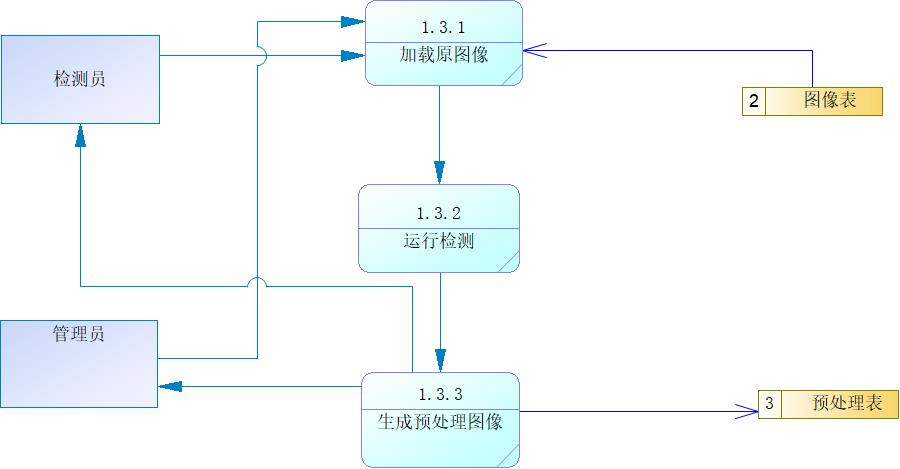 1.3.1
加载原图像
检测员
2 图像表
1.3.2
运行检测
管理员
1.3.3
生成预处理图像
3 预处理表